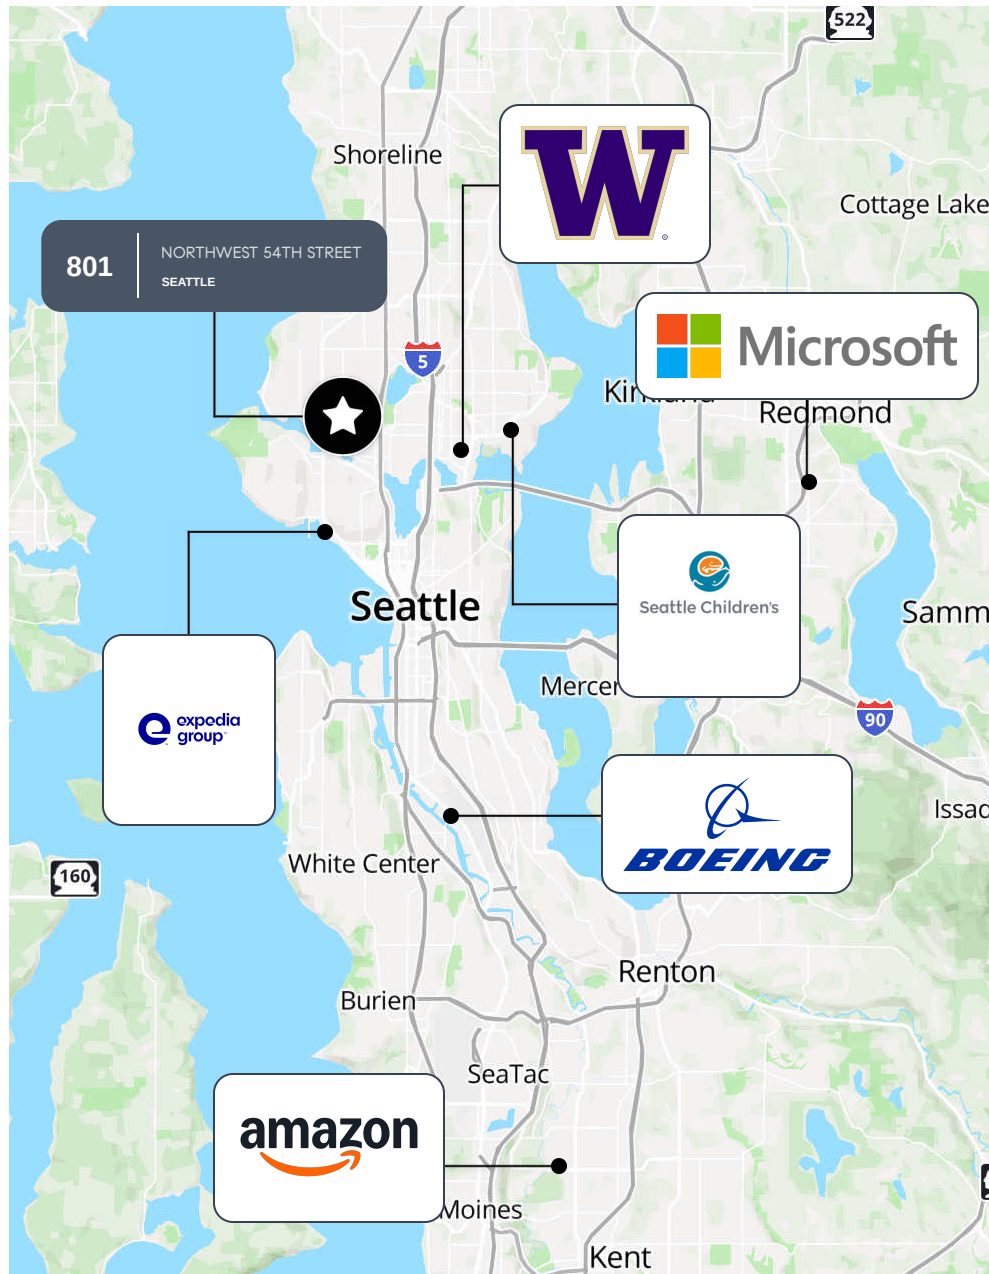 522
Shoreline
W
®
Cottage Lake
801
NORTHWEST 54TH STREET
SEATTLE
5
Microsoft
Redmond
Seattle
Seattle Children's
Samm
Mercer
expedia
group
90
BOEING
Issaq
White Center
160
Renton
Burien
SeaTac
amazon
Moines
Kent